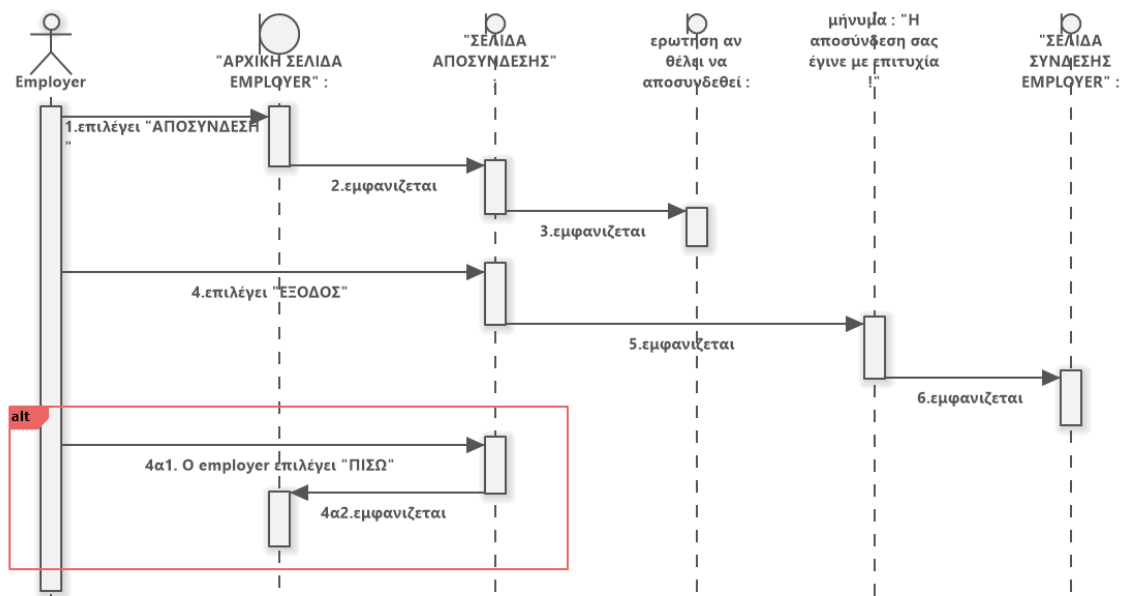 Employer
"ΑΡΧΙΚΗ ΣΕΛΙΔΑ
EMPLOYER" :
"ΣΕΛΙΔΑ
ΑΠΟΣΥΝΔΕΣΗΣ"
:
ερωτηση αν
θέλει να
αποσυνδεθεί :
μήνυμα : "Η
αποσύνδεση σας
έγινε με επιτυχία
!"
"ΣΕΛΙΔΑ
ΣΥΝΔΕΣΗΣ
EMPLOYER" :
1.επιλέγει "ΑΠΟΣΥΝΔΕΣΗ
"
2.εμφανιζεται
3.εμφανιζεται
4.επιλέγει "ΕΞΟΔΟΣ"
5.εμφανιζεται
6.εμφανιζεται
alt
4α1. Ο employer επιλέγει "ΠΙΣΩ"
4α2.εμφανιζεται